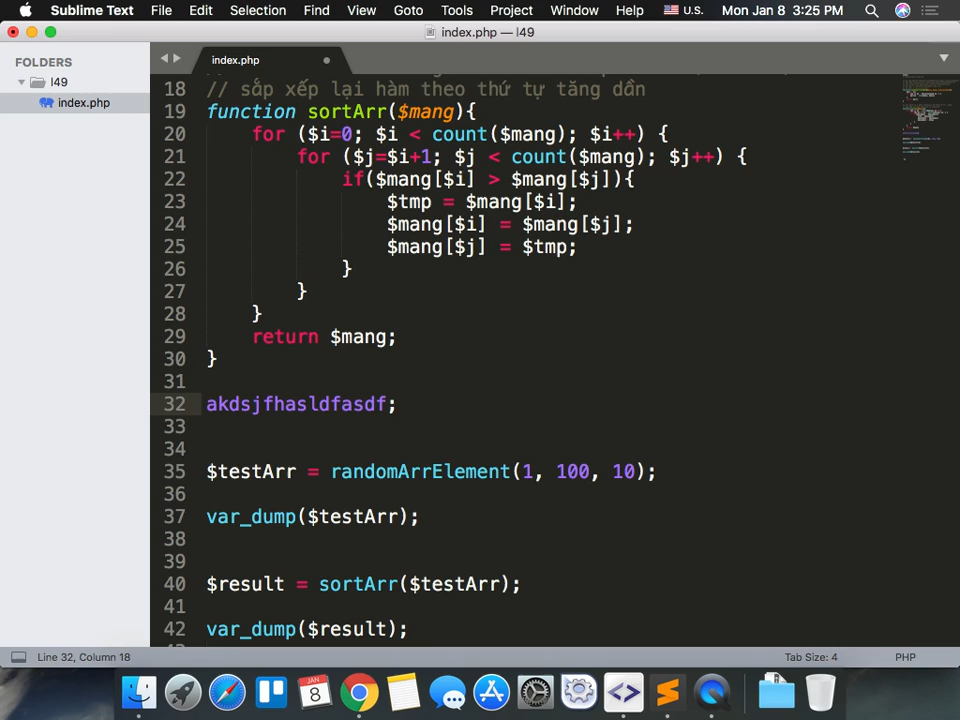 Sublime Text File Edit Selection Find View Goto Tools Project Window Help U.S. Mon Jan 8 3:25 PM
index.php — l49
FOLDERS
l49
index.php
index.php
18 // sắp xếp lại hàm theo thứ tự tăng dần
19 function sortArr($mang){
20 for ($i=0; $i < count($mang); $i++) {
21 for ($j=$i+1; $j < count($mang); $j++) {
22 if($mang[$i] > $mang[$j]){
23 $tmp = $mang[$i];
24 $mang[$i] = $mang[$j];
25 $mang[$j] = $tmp;
26 }
27 }
28 }
29 return $mang;
30 }
31
32 akdsjfhasldfasdf;
33
34
35 $testArr = randomArrElement(1, 100, 10);
36
37 var_dump($testArr);
38
39
40 $result = sortArr($testArr);
41
42 var_dump($result);
Line 32, Column 18 Tab Size: 4 PHP
JAN
8